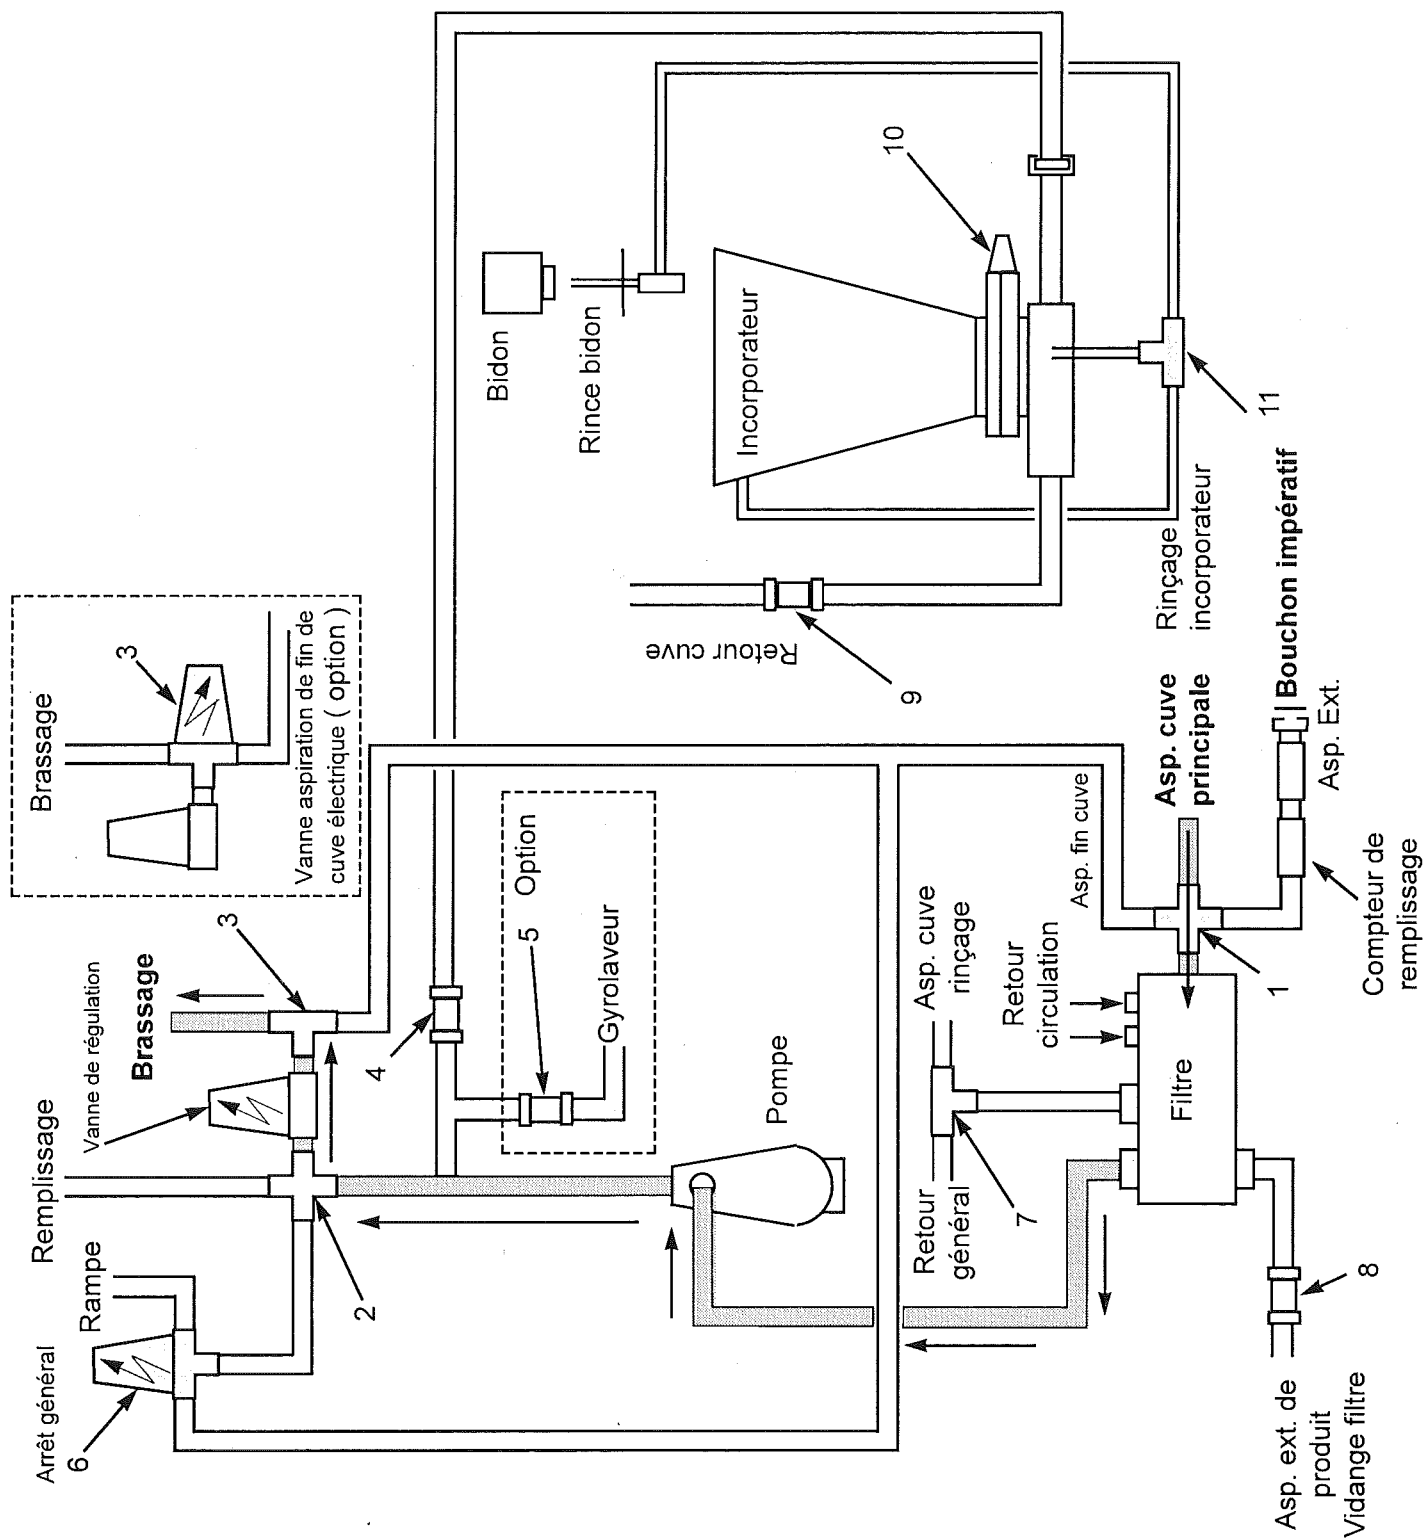 Arrêt général
6
Rampe
Remplissage
2
Vanne de régulation
Brassage
3
Brassage
3
Vanne aspiration de fin de
cuve électrique ( option )
4
5
Option
Gyrolaveur
Pompe
Bidon
Rince bidon
Incorporateur
10
11
Rinçage
incorporateur
Retour cuve
9
Retour
général
7
Asp. cuve
rinçage
Retour
circulation
Filtre
Asp. fin cuve
Asp. cuve
principale
1
Bouchon impératif
Asp. Ext.
Compteur de
remplissage
8
Asp. ext. de
produit
Vidange filtre